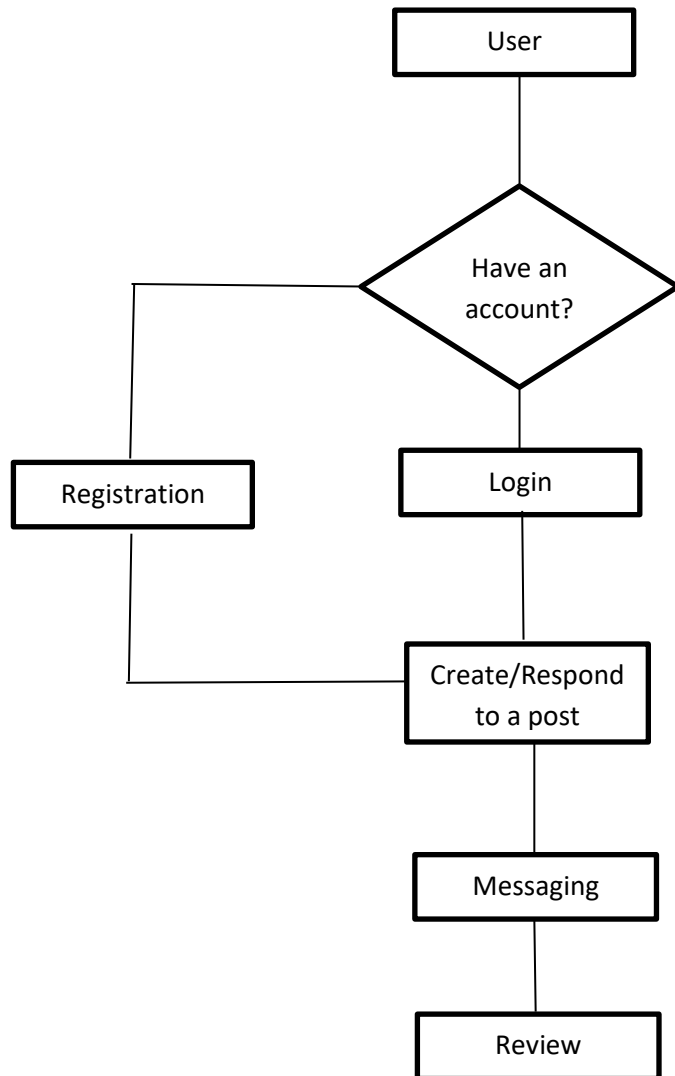 User
Have an
account?
Registration
Login
Create/Respond
to a post
Messaging
Review